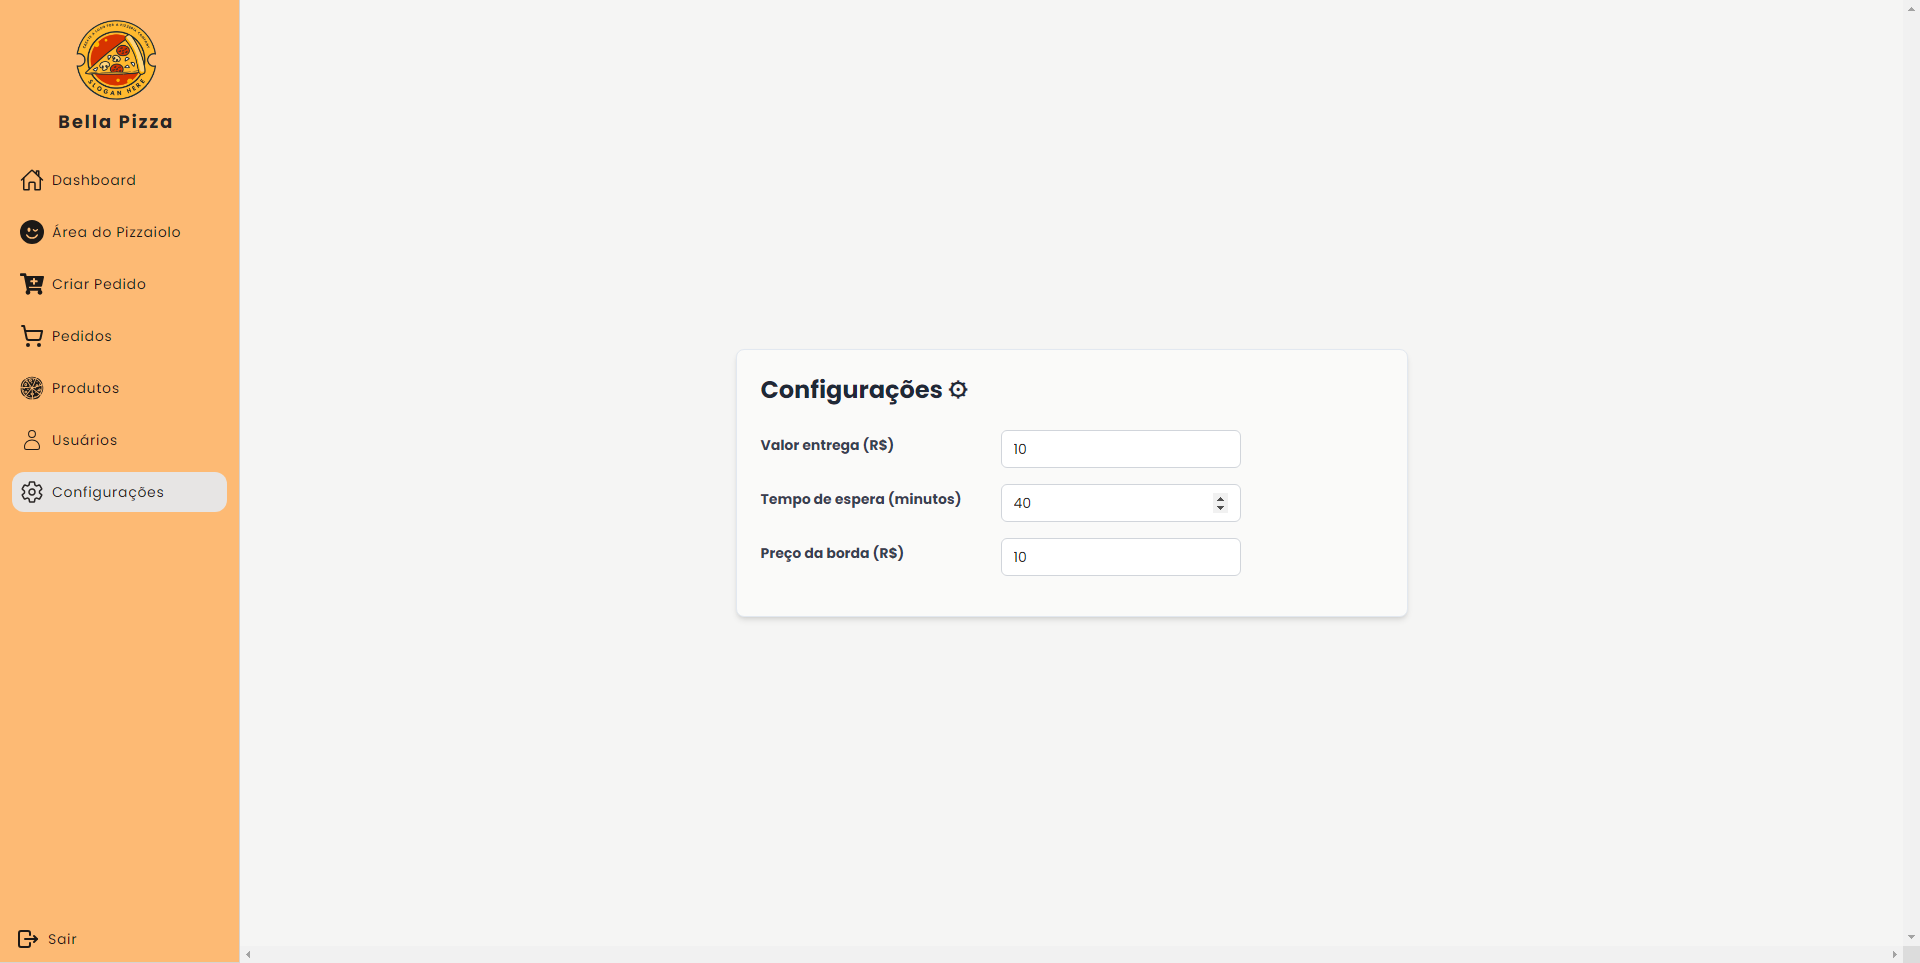 SLOGAN HERE
Bella Pizza
Dashboard
Área do Pizzaiolo
Criar Pedido
Pedidos
Produtos
Usuários
Configurações
Sair
Configurações
Valor entrega (R$)
10
Tempo de espera (minutos)
40
Preço da borda (R$)
10